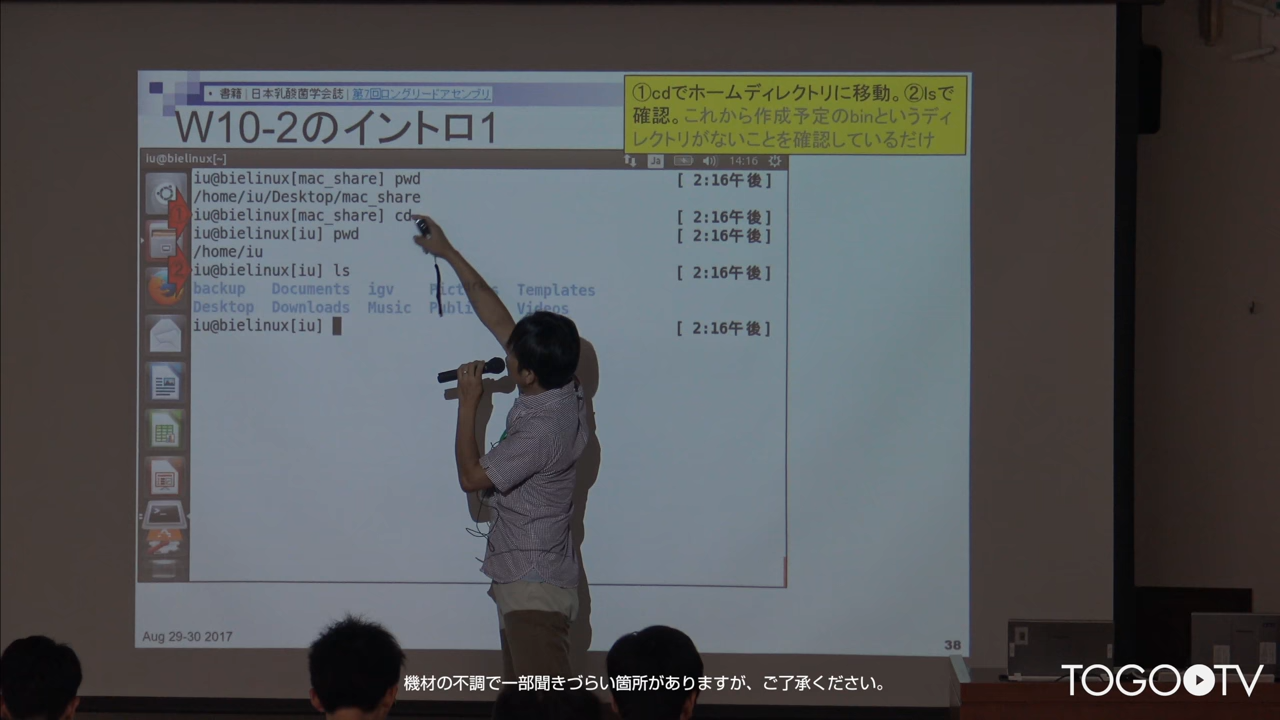 • 書籍 | 日本乳酸菌学会誌 | 第7回ロングリードアセンブリ
W10-2のイントロ1
①cdでホームディレクトリに移動。②lsで
確認。これから作成予定のbinというディ
レクトリがないことを確認しているだけ
iu@bielinux[~]
Ja
14:16
iu@bielinux[mac_share] pwd [ 2:16午後]
/home/iu/Desktop/mac_share
iu@bielinux[mac_share] cd [ 2:16午後]
iu@bielinux[iu] pwd [ 2:16午後]
/home/iu
iu@bielinux[iu] ls [ 2:16午後]
backup Documents igv Pictures Templates
Desktop Downloads Music Videos
iu@bielinux[iu] [ 2:16午後]
Aug 29-30 2017
38
機材の不調で一部聞きづらい箇所がありますが、ご了承ください。
TOGOTV